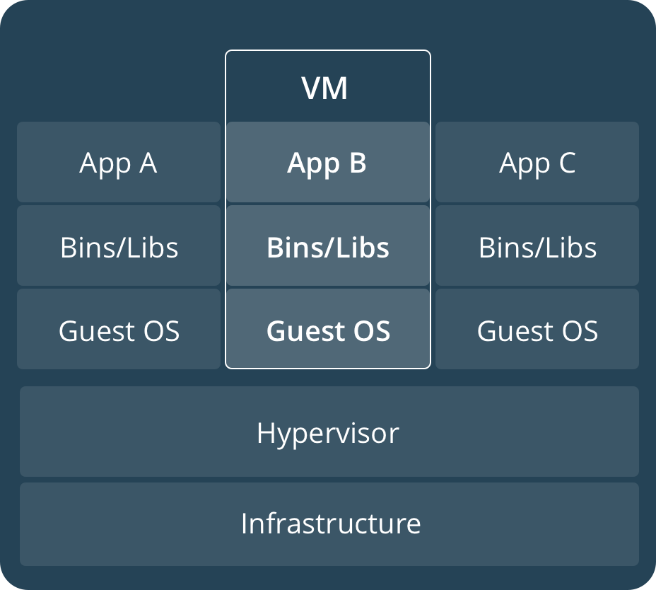 VM
App A App B App C
Bins/Libs Bins/Libs Bins/Libs
Guest OS Guest OS Guest OS
Hypervisor
Infrastructure